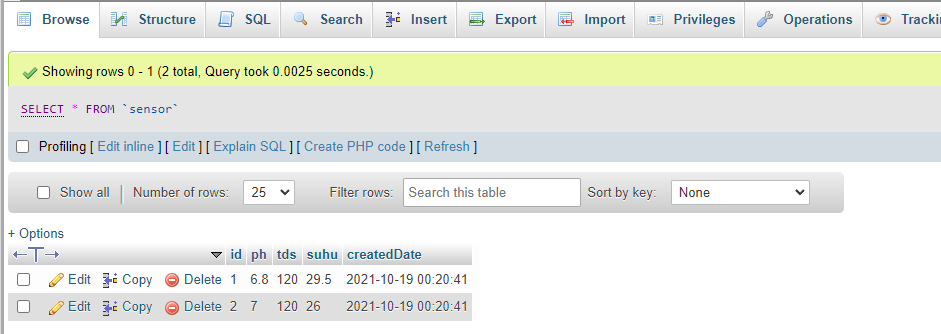 Browse Structure SQL Search Insert Export Import Privileges Operations
Showing rows 0 - 1 (2 total, Query took 0.0025 seconds.)
SELECT * FROM `sensor`
Profiling [ Edit inline ] [ Edit ] [ Explain SQL ] [ Create PHP code ] [ Refresh ]
Show all Number of rows: 25 Filter rows: Search this table Sort by key: None
+ Options
←T→ id ph tds suhu createdDate
Edit Copy Delete 1 6.8 120 29.5 2021-10-19 00:20:41
Edit Copy Delete 2 7 120 26 2021-10-19 00:20:41